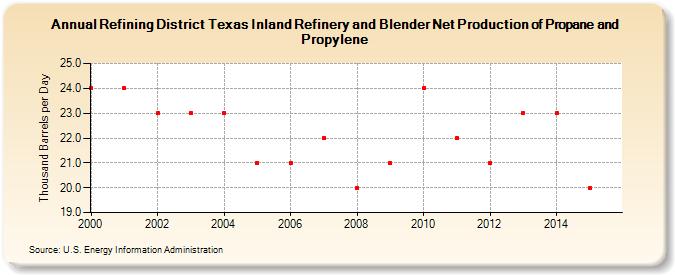 Annual Refining District Texas Inland Refinery and Blender Net Production of Propane and
Propylene
Thousand Barrels per Day
25.0
24.0
23.0
22.0
21.0
20.0
19.0
2000 2002 2004 2006 2008 2010 2012 2014
Source: U.S. Energy Information Administration